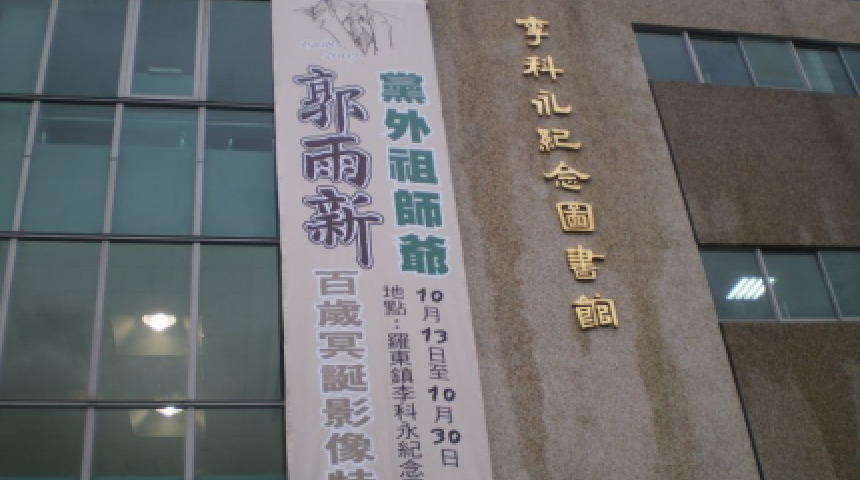 黨外祖師爺
郭雨新
百歲冥誕影像特
10月13日至10月30日
地點：羅東鎮李科永紀念
李科永紀念圖書館